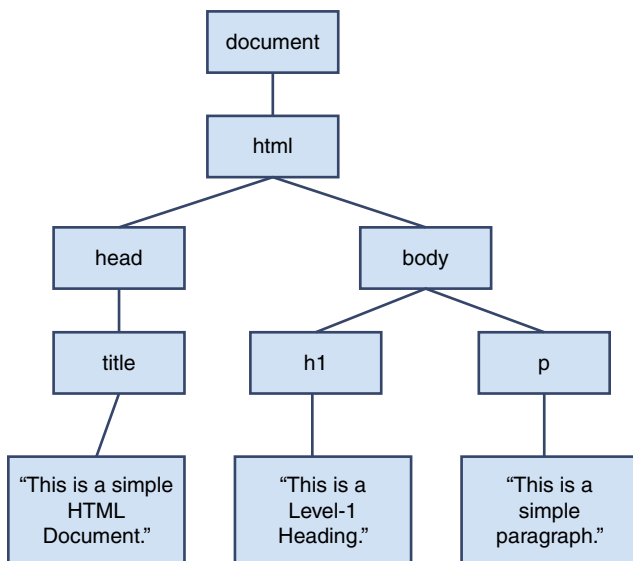 document
html
head
body
title
h1
p
“This is a simple
HTML
Document.”
“This is a
Level-1
Heading.”
“This is a
simple
paragraph.”